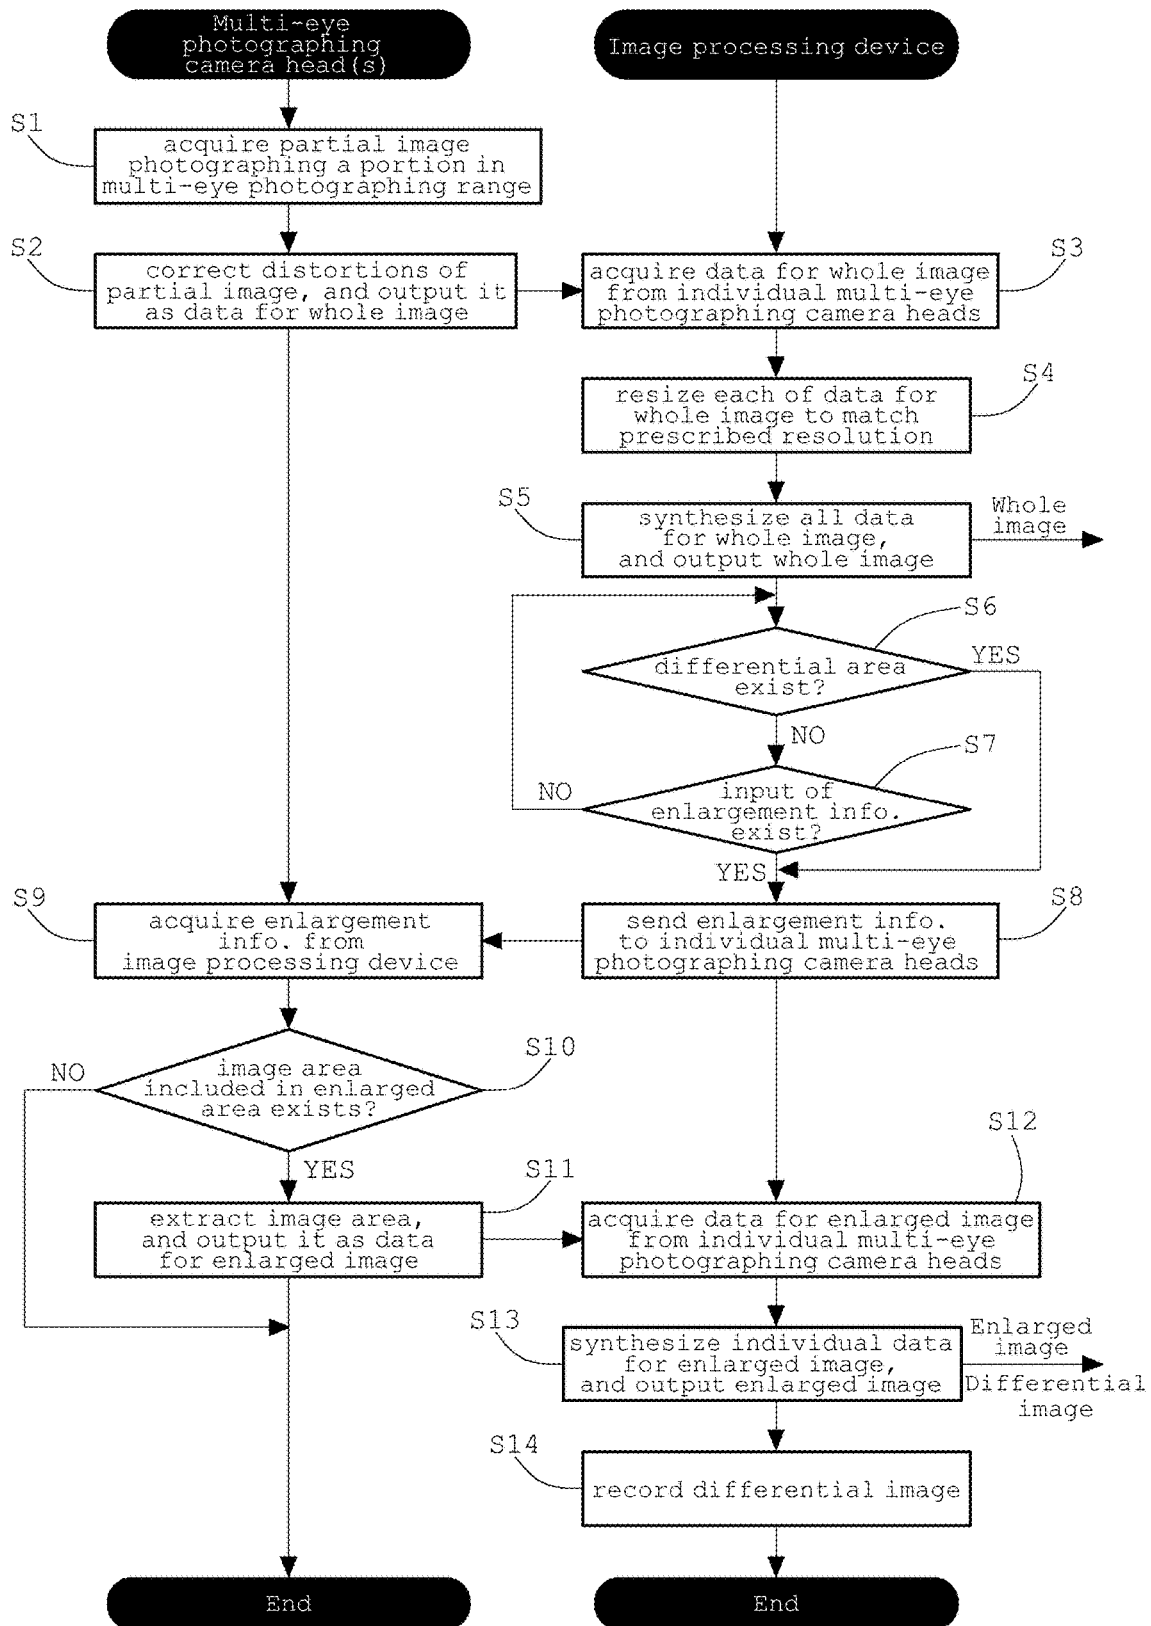 Multi-eye
photographing
camera head(s)
Image processing device
S1
acquire partial image
photographing a portion in
multi-eye photographing range
S2
correct distortions of
partial image, and output it
as data for whole image
S3
acquire data for whole image
from individual multi-eye
photographing camera heads
S4
resize each of data for
whole image to match
prescribed resolution
S5
synthesize all data
for whole image,
and output whole image
Whole
image
S6
differential area
exist?
YES
NO
S7
input of
enlargement info.
exist?
NO
YES
S9
acquire enlargement
info. from
image processing device
S8
send enlargement info.
to individual multi-eye
photographing camera heads
S10
image area
included in enlarged
area exists?
NO
YES
S11
extract image area,
and output it as data
for enlarged image
S12
acquire data for enlarged image
from individual multi-eye
photographing camera heads
S13
synthesize individual data
for enlarged image,
and output enlarged image
Enlarged
image
Differential
image
S14
record differential image
End
End